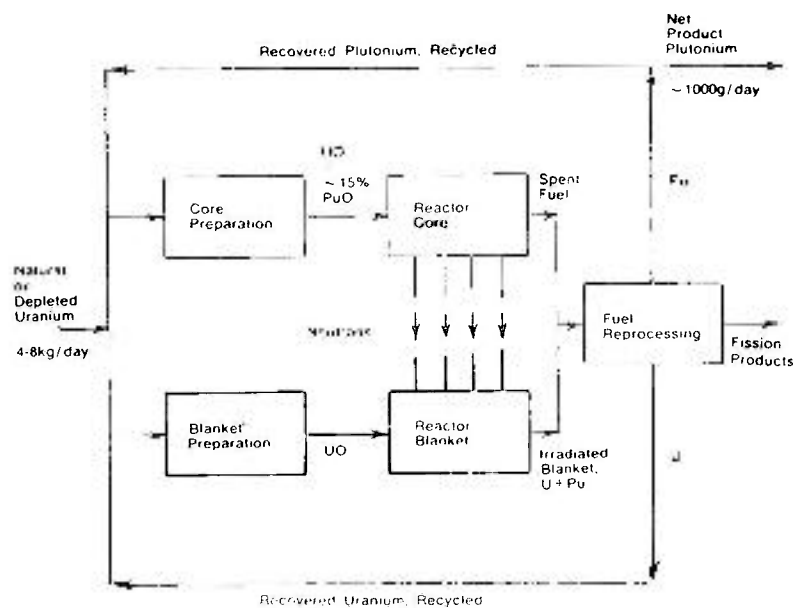 Recovered Plutonium, Recycled
Net
Product
Plutonium
~1000g/day
UO
~15%
PuO
Core
Preparation
Reactor
Core
Spent
Fuel
Pu
Natural
or
Depleted
Uranium
4-8kg/day
Neutrons
Fuel
Reprocessing
Fission
Products
Blanket
Preparation
UO
Reactor
Blanket
Irradiated
Blanket,
U + Pu
U
Recovered Uranium, Recycled